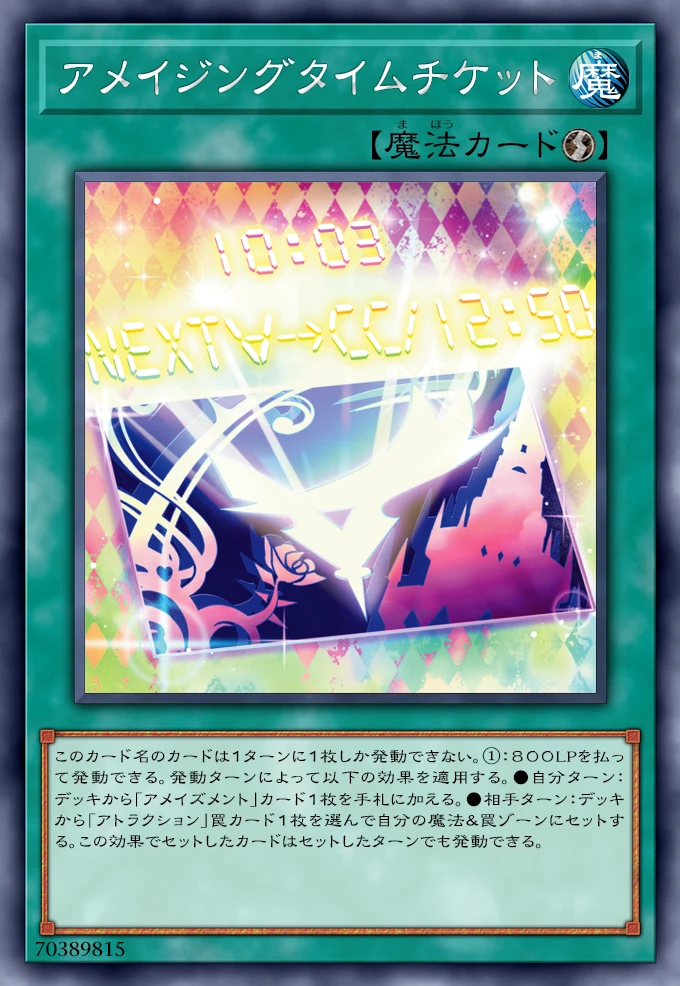 アメイジングタイムチケット 魔
【魔法カード】
10:03
NEXT∀→CC/12:50
このカード名のカードは1ターンに1枚しか発動できない。①:800LPを払っ
て発動できる。発動ターンによって以下の効果を適用する。●自分ターン:
デッキから「アメイズメント」カード1枚を手札に加える。●相手ターン:デッキ
から「アトラクション」罠カード1枚を選んで自分の魔法&罠ゾーンにセットす
る。この効果でセットしたカードはセットしたターンでも発動できる。
70389815